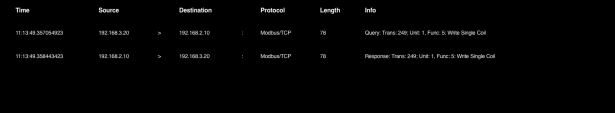 Time Source Destination Protocol Length Info
11:13:49.357054923 192.168.3.20 > 192.168.2.10 : Modbus/TCP 78 Query: Trans: 249; Unit: 1, Func: 5: Write Single Coil
11:13:49.358443423 192.168.2.10 > 192.168.3.20 : Modbus/TCP 78 Response: Trans: 249; Unit: 1, Func: 5: Write Single Coil